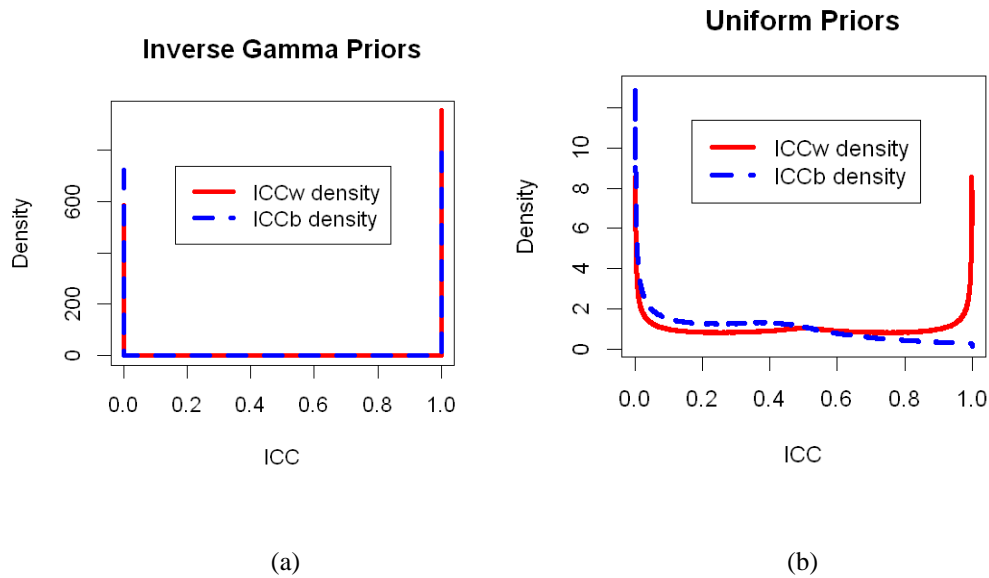 Inverse Gamma Priors
Density
0
200
600
ICCw density
ICCb density
0.0 0.2 0.4 0.6 0.8 1.0
ICC
(a)
Uniform Priors
Density
0
2
4
6
8
10
ICCw density
ICCb density
0.0 0.2 0.4 0.6 0.8 1.0
ICC
(b)